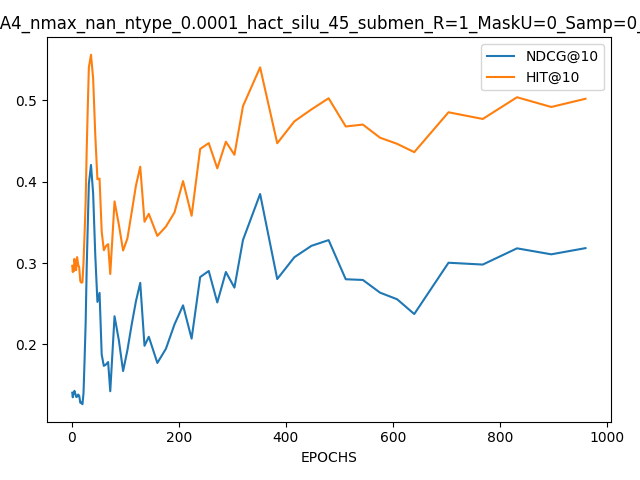 A4_nmax_nan_ntype_0.0001_hact_silu_45_submen_R=1_MaskU=0_Samp=0_
NDCG@10
HIT@10
0.5
0.4
0.3
0.2
0 200 400 600 800 1000
EPOCHS